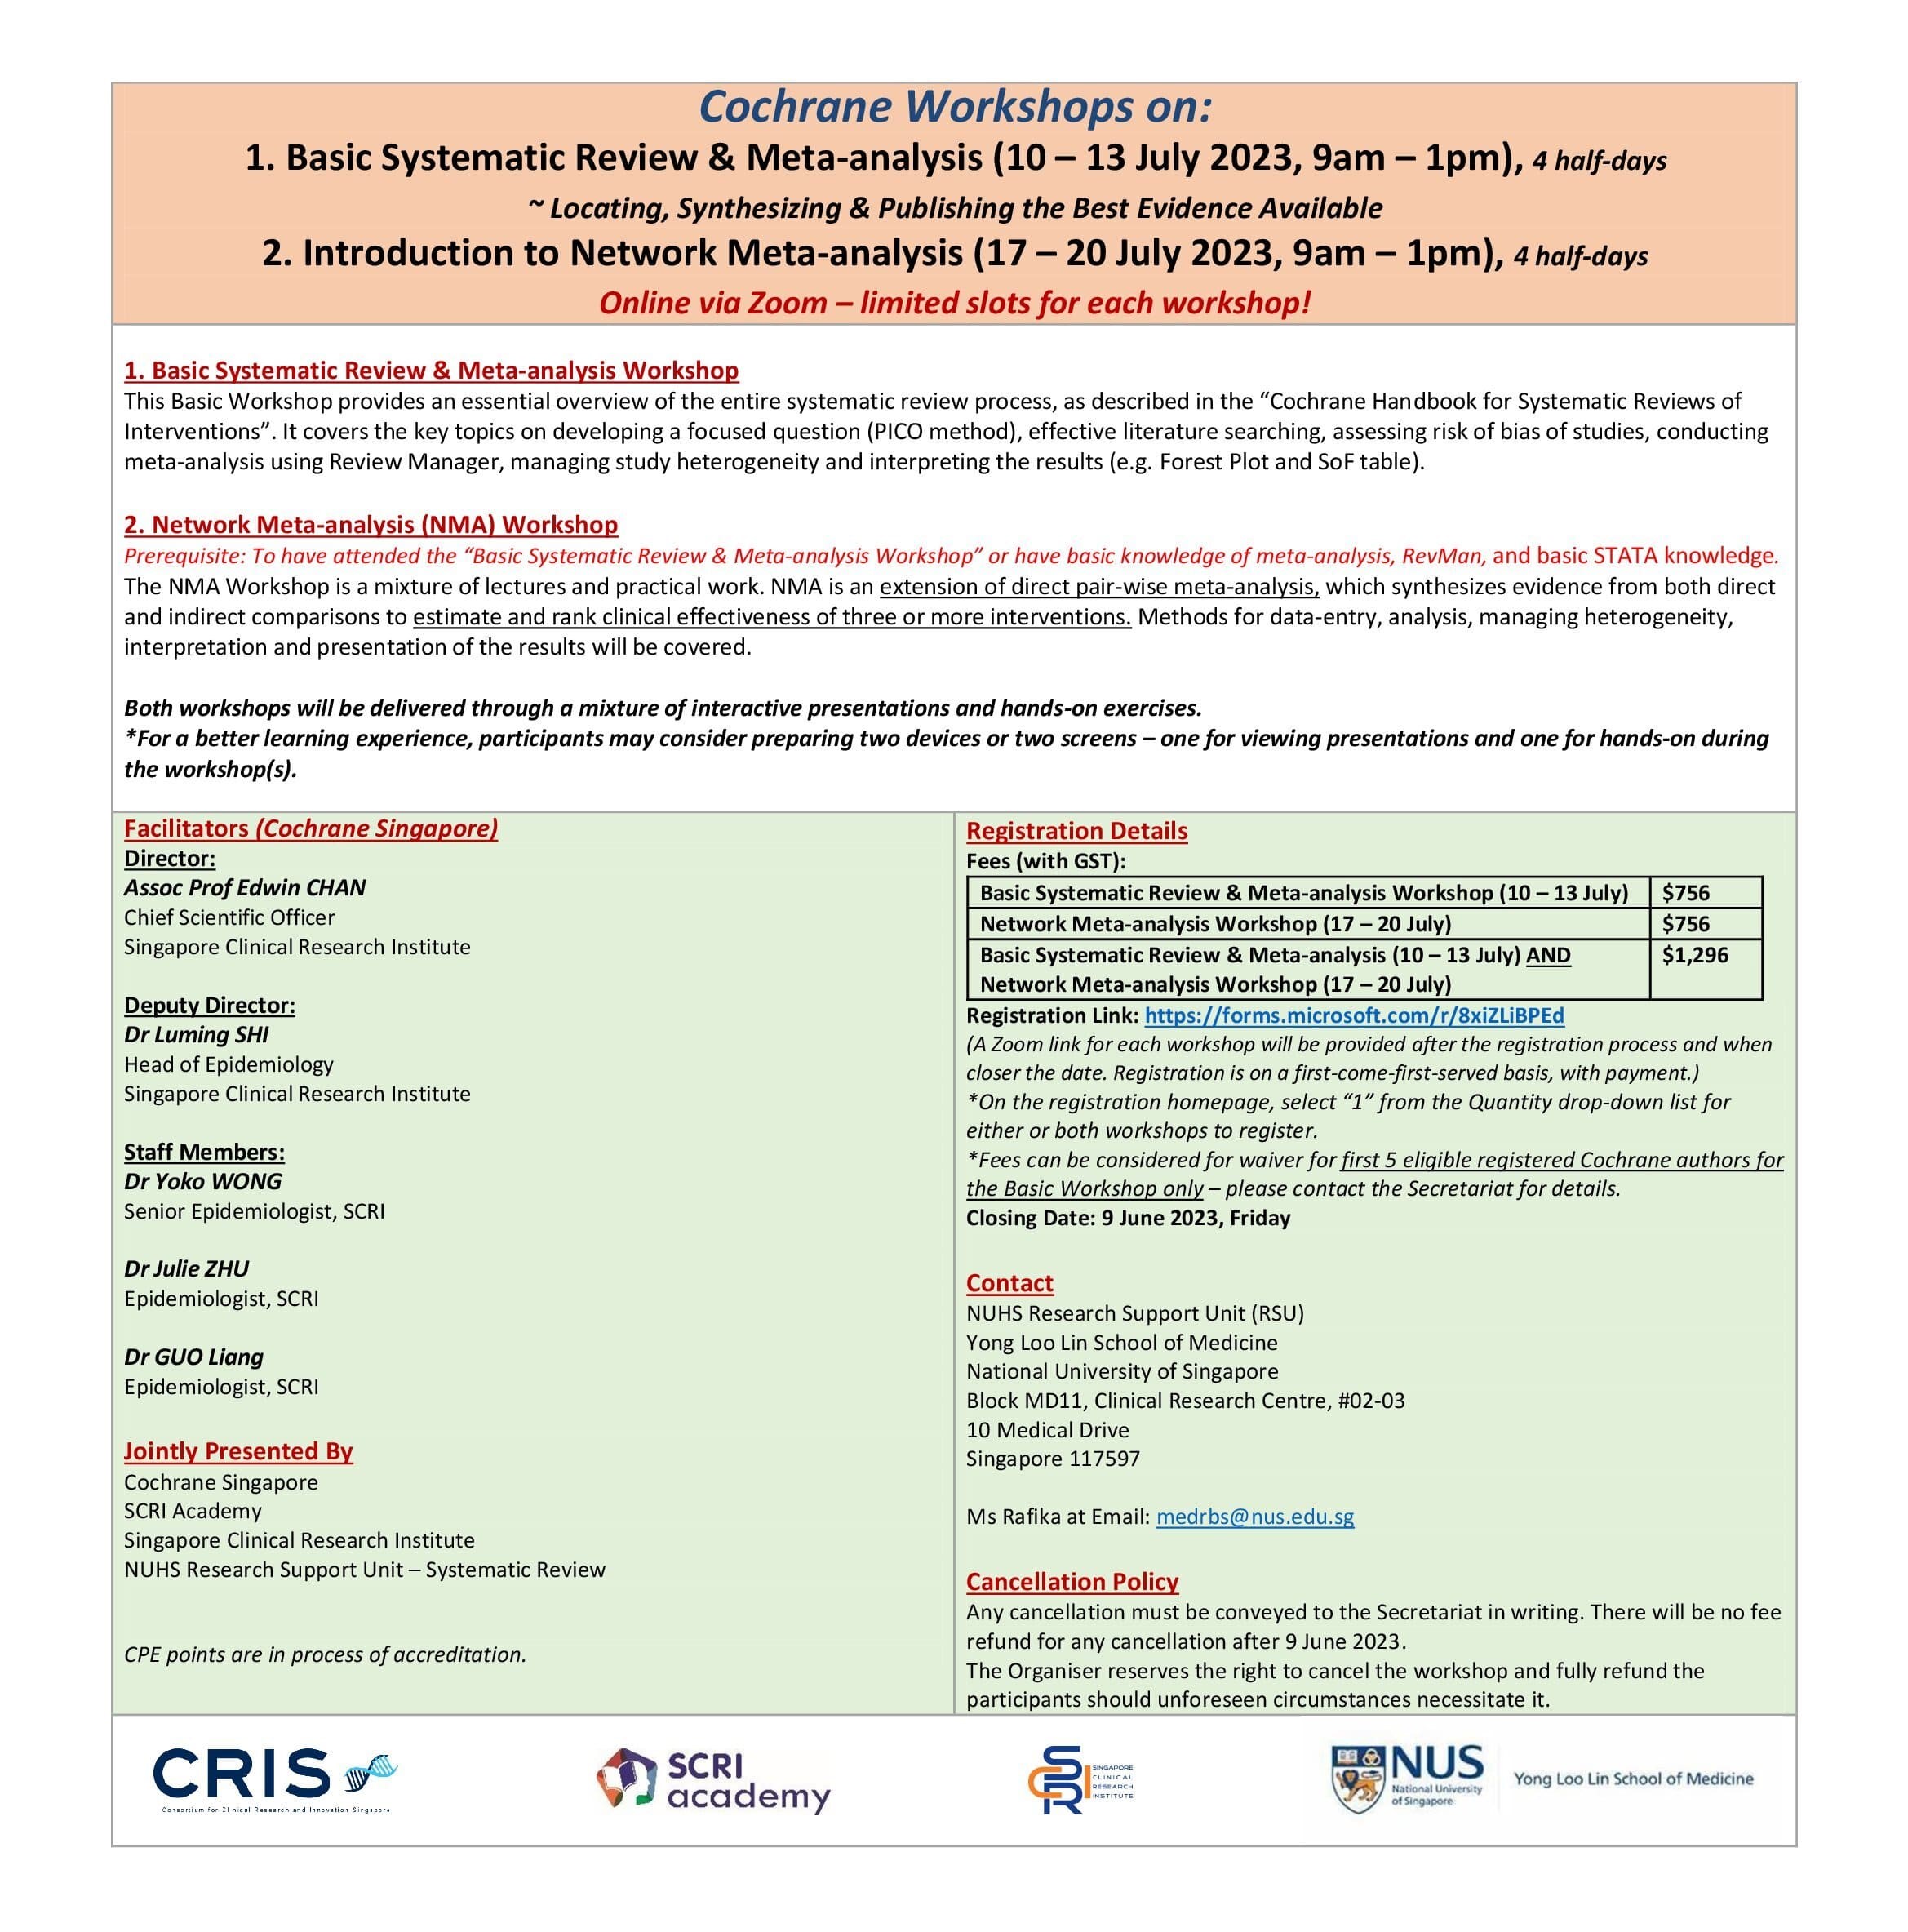 Cochrane Workshops on:
1. Basic Systematic Review & Meta-analysis (10 – 13 July 2023, 9am – 1pm), 4 half-days
~ Locating, Synthesizing & Publishing the Best Evidence Available
2. Introduction to Network Meta-analysis (17 – 20 July 2023, 9am – 1pm), 4 half-days
Online via Zoom – limited slots for each workshop!
1. Basic Systematic Review & Meta-analysis Workshop
This Basic Workshop provides an essential overview of the entire systematic review process, as described in the “Cochrane Handbook for Systematic Reviews of
Interventions”. It covers the key topics on developing a focused question (PICO method), effective literature searching, assessing risk of bias of studies, conducting
meta-analysis using Review Manager, managing study heterogeneity and interpreting the results (e.g. Forest Plot and SoF table).
2. Network Meta-analysis (NMA) Workshop
Prerequisite: To have attended the “Basic Systematic Review & Meta-analysis Workshop” or have basic knowledge of meta-analysis, RevMan, and basic STATA knowledge.
The NMA Workshop is a mixture of lectures and practical work. NMA is an extension of direct pair-wise meta-analysis, which synthesizes evidence from both direct
and indirect comparisons to estimate and rank clinical effectiveness of three or more interventions. Methods for data-entry, analysis, managing heterogeneity,
interpretation and presentation of the results will be covered.
Both workshops will be delivered through a mixture of interactive presentations and hands-on exercises.
*For a better learning experience, participants may consider preparing two devices or two screens – one for viewing presentations and one for hands-on during
the workshop(s).
Facilitators (Cochrane Singapore)
Director:
Assoc Prof Edwin CHAN
Chief Scientific Officer
Singapore Clinical Research Institute
Deputy Director:
Dr Luming SHI
Head of Epidemiology
Singapore Clinical Research Institute
Staff Members:
Dr Yoko WONG
Senior Epidemiologist, SCRI
Dr Julie ZHU
Epidemiologist, SCRI
Dr GUO Liang
Epidemiologist, SCRI
Jointly Presented By
Cochrane Singapore
SCRI Academy
Singapore Clinical Research Institute
NUHS Research Support Unit – Systematic Review
CPE points are in process of accreditation.
Registration Details
Fees (with GST):
Basic Systematic Review & Meta-analysis Workshop (10 – 13 July) $756
Network Meta-analysis Workshop (17 – 20 July) $756
Basic Systematic Review & Meta-analysis (10 – 13 July) AND $1,296
Network Meta-analysis Workshop (17 – 20 July)
Registration Link: https://forms.microsoft.com/r/8xiZLiBPEd
(A Zoom link for each workshop will be provided after the registration process and when
closer the date. Registration is on a first-come-first-served basis, with payment.)
*On the registration homepage, select “1” from the Quantity drop-down list for
either or both workshops to register.
*Fees can be considered for waiver for first 5 eligible registered Cochrane authors for
the Basic Workshop only – please contact the Secretariat for details.
Closing Date: 9 June 2023, Friday
Contact
NUHS Research Support Unit (RSU)
Yong Loo Lin School of Medicine
National University of Singapore
Block MD11, Clinical Research Centre, #02-03
10 Medical Drive
Singapore 117597
Ms Rafika at Email: medrbs@nus.edu.sg
Cancellation Policy
Any cancellation must be conveyed to the Secretariat in writing. There will be no fee
refund for any cancellation after 9 June 2023.
The Organiser reserves the right to cancel the workshop and fully refund the
participants should unforeseen circumstances necessitate it.
CRIS
Consortium for Clinical Research and Innovation Singapore
SCRI
academy
SCRI
SINGAPORE
CLINICAL
RESEARCH
INSTITUTE
NUS
National University
of Singapore
Yong Loo Lin School of Medicine